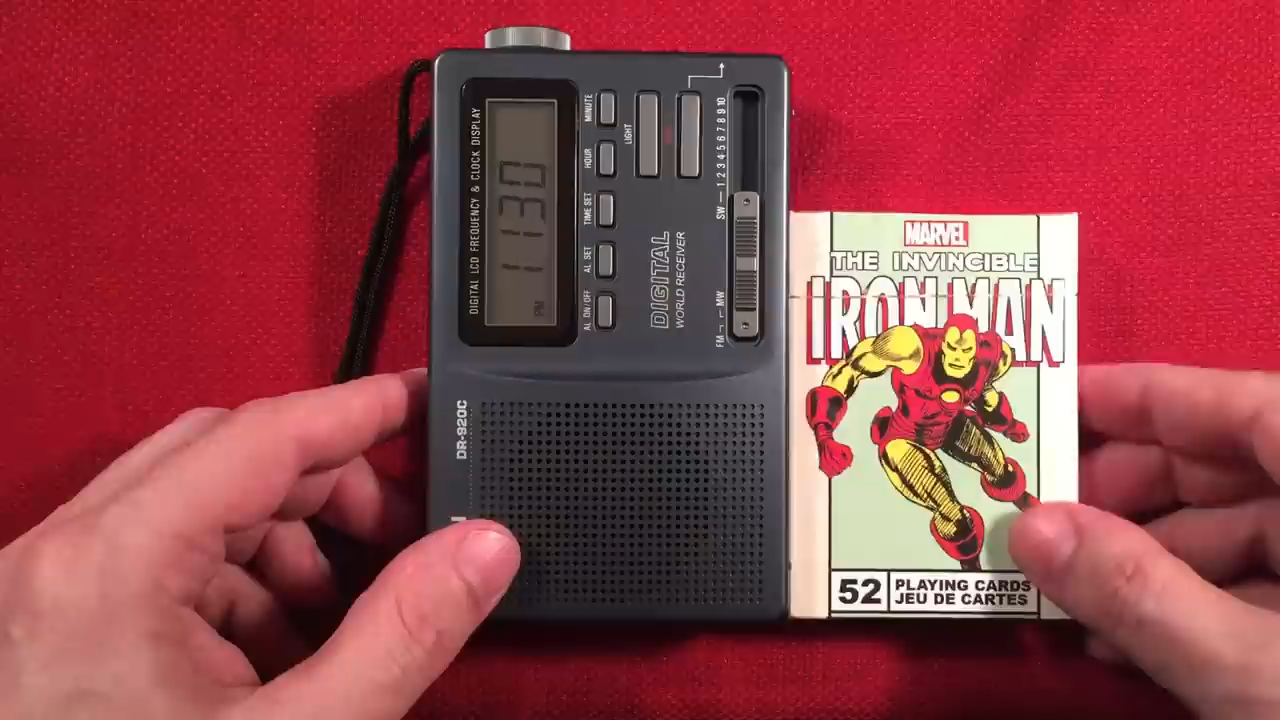 DIGITAL LCD FREQUENCY & CLOCK DISPLAY
PM 11 30
AL ON/OFF
AL SET
TIME SET
HOUR
MINUTE
LIGHT
DIGITAL
WORLD RECEIVER
FM MW SW 1 2 3 4 5 6 7 8 9 10
DR-920C
MARVEL
THE INVINCIBLE
IRON MAN
52
PLAYING CARDS
JEU DE CARTES